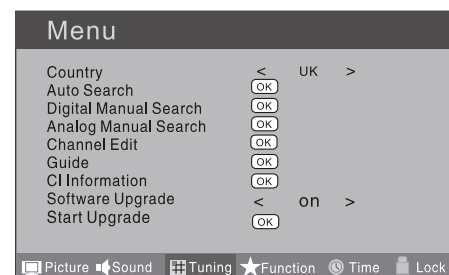 Menu
Country < UK >
Auto Search OK
Digital Manual Search OK
Analog Manual Search OK
Channel Edit OK
Guide OK
CI Information OK
Software Upgrade < on >
Start Upgrade OK
Picture Sound Tuning Function Time Lock